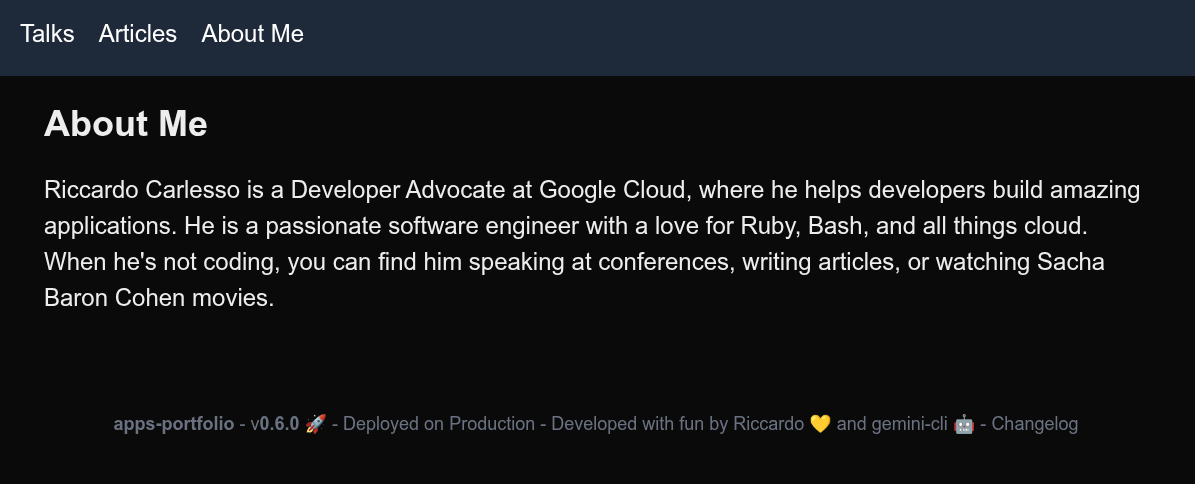 Talks Articles About Me
About Me
Riccardo Carlesso is a Developer Advocate at Google Cloud, where he helps developers build amazing
applications. He is a passionate software engineer with a love for Ruby, Bash, and all things cloud.
When he's not coding, you can find him speaking at conferences, writing articles, or watching Sacha
Baron Cohen movies.
apps-portfolio - v0.6.0 🚀 - Deployed on Production - Developed with fun by Riccardo 💛 and gemini-cli 🤖 - Changelog